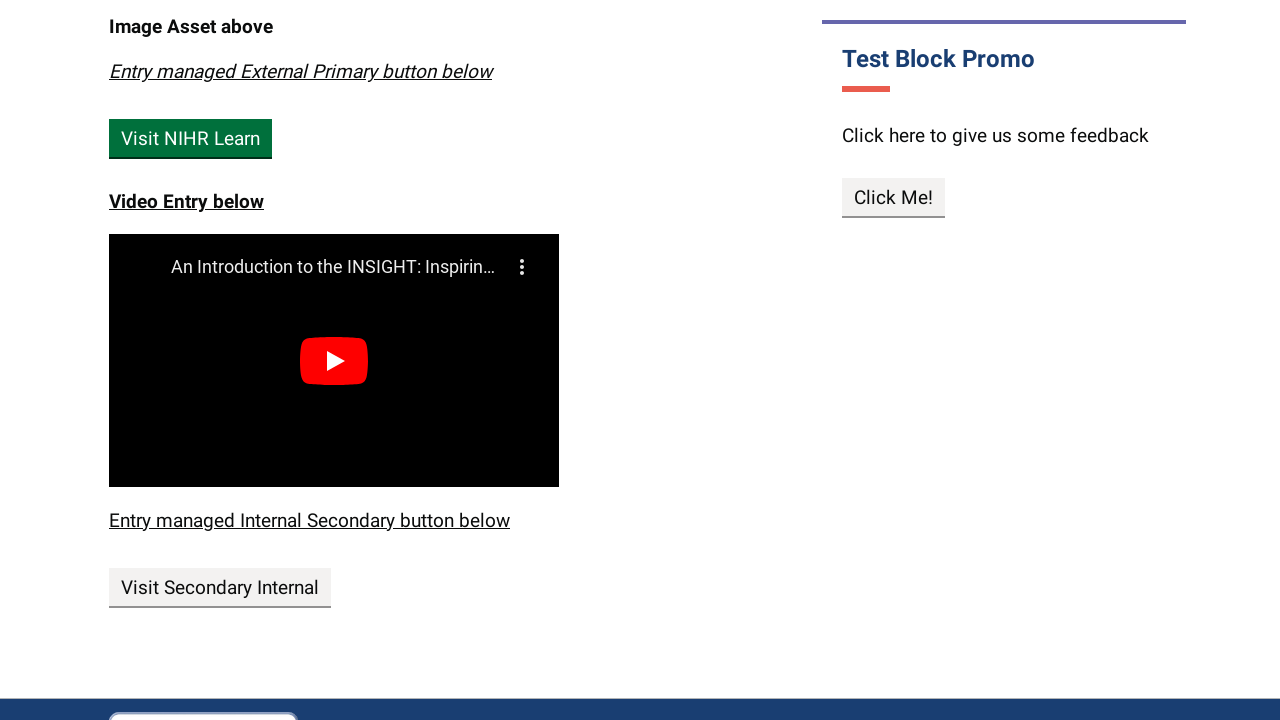 Image Asset above
Entry managed External Primary button below
Visit NIHR Learn
Video Entry below
An Introduction to the INSIGHT: Inspirin...
Entry managed Internal Secondary button below
Visit Secondary Internal
Test Block Promo
Click here to give us some feedback
Click Me!